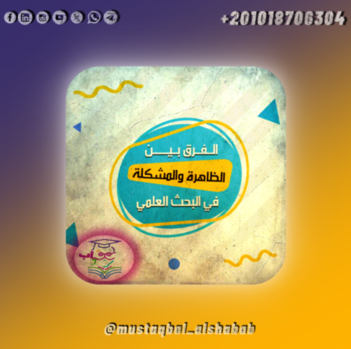 +201018706304
الفرق بين
الظاهرة والمشكلة
في البحث العلمي
@mustaqbal_alshabab